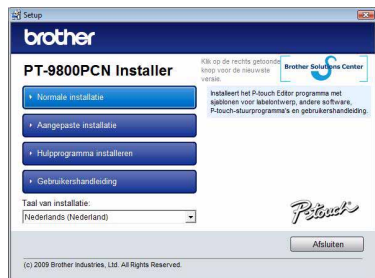 Setup
brother
PT-9800PCN Installer
Klik op de rechts getoonde
knop voor de nieuwste
versie.
Brother Solutions Center
Normale installatie
Installeert het P-touch Editor programma met
sjablonen voor labelontwerp, andere software,
P-touch-stuurprogramma's en gebruikershandleiding.
Aangepaste installatie
Hulpprogramma installeren
Gebruikershandleiding
Taal van installatie:
Nederlands (Nederland)
P-touch
Afsluiten
(c) 2009 Brother Industries, Ltd. All Rights Reserved.